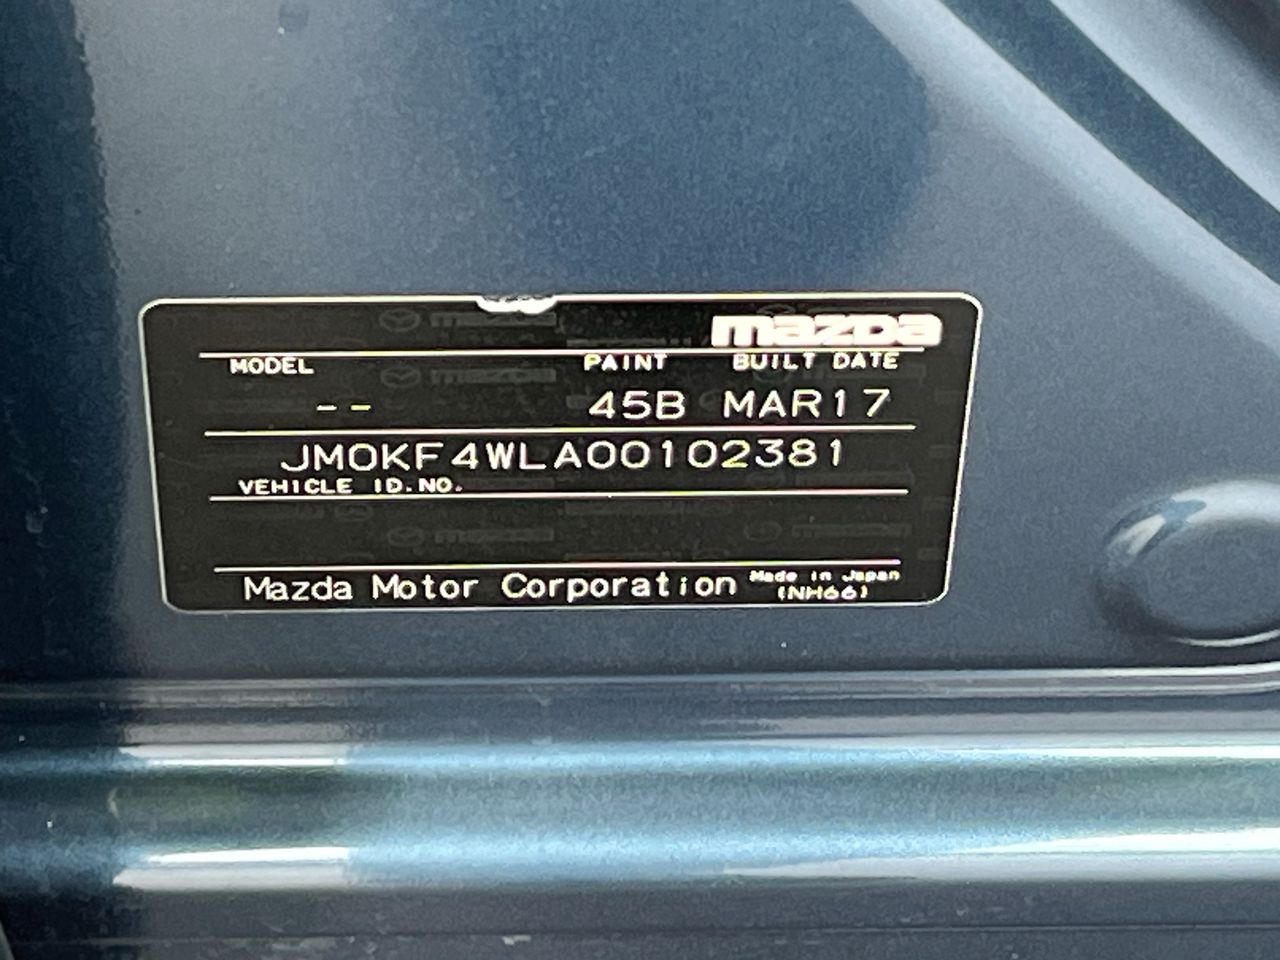 mazda
MODEL PAINT BUILT DATE
-- 45B MAR17
JM0KF4WLA00102381
VEHICLE ID.NO.
Mazda Motor Corporation Made in Japan
(NH66)